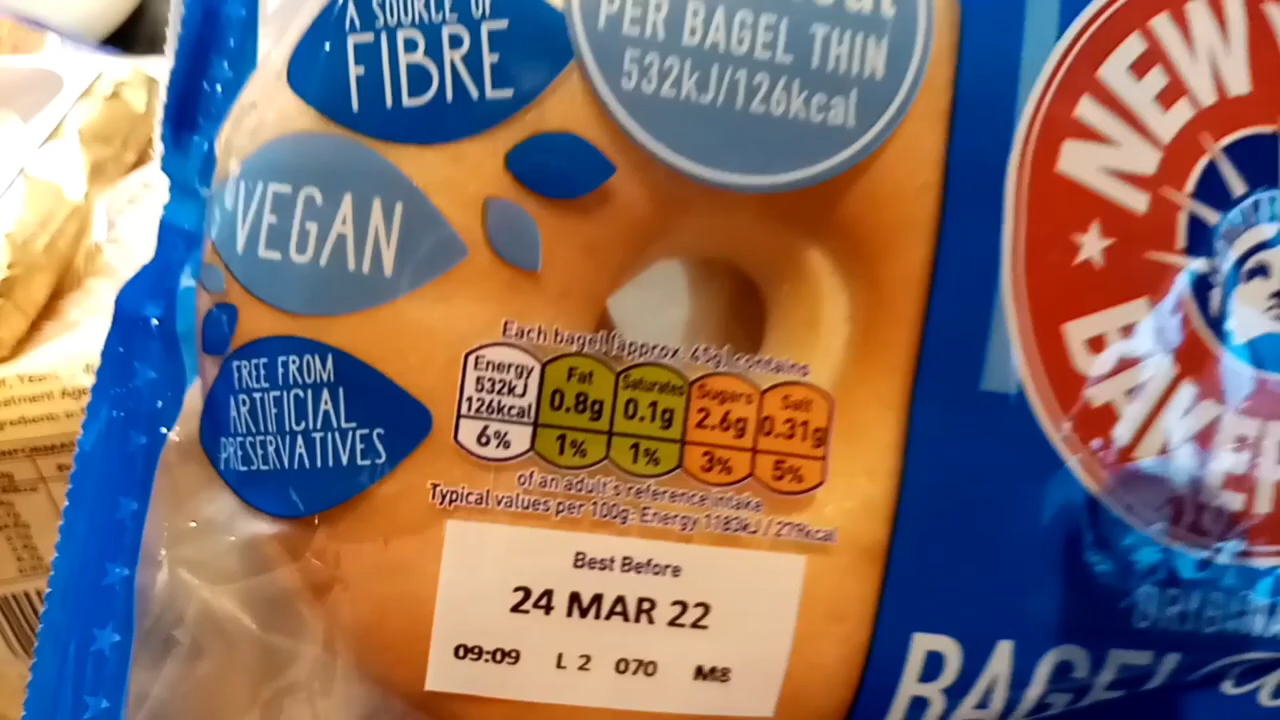 A SOURCE OF
FIBRE
PER BAGEL THIN
532kJ/126kcal
VEGAN
FREE FROM
ARTIFICIAL
PRESERVATIVES
Each bagel (approx. 45g) contains
Energy
532kJ
126kcal
6%
Fat
0.8g
1%
Saturates
0.1g
1%
Sugars
2.6g
3%
Salt
0.31g
5%
of an adult's reference intake
Typical values per 100g: Energy 1183kJ / 279kcal
Best Before
24 MAR 22
09:09 L 2 070 M8
NEW
BAKER
BAGEL